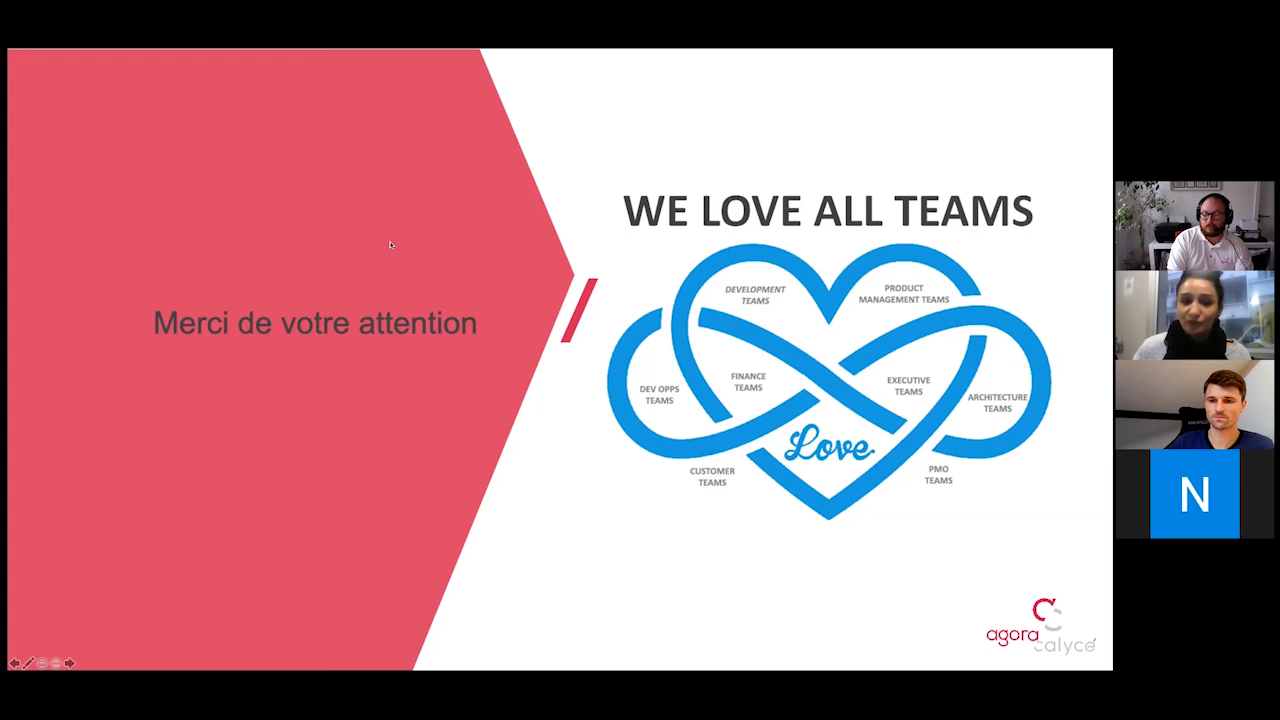 Merci de votre attention
WE LOVE ALL TEAMS
DEVELOPMENT
TEAMS
PRODUCT
MANAGEMENT TEAMS
DEV OPPS
TEAMS
FINANCE
TEAMS
EXECUTIVE
TEAMS
ARCHITECTURE
TEAMS
Love
CUSTOMER
TEAMS
PMO
TEAMS
agora
calycé
N